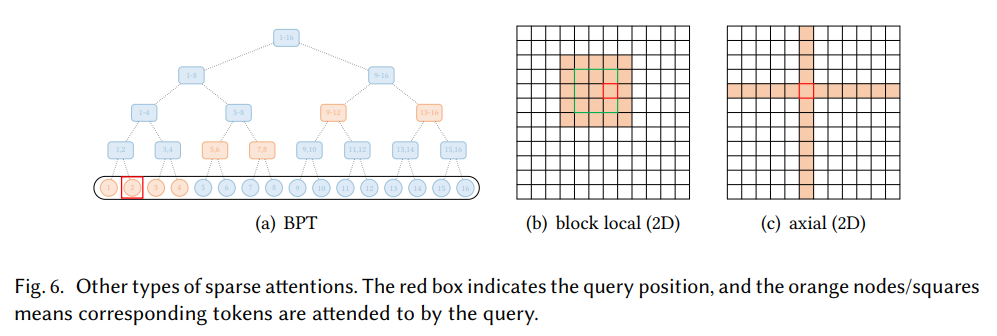 1-16
1-8 9-16
1-4 5-8 9-12 13-16
1,2 3,4 5,6 7,8 9,10 11,12 13,14 15,16
1 2 3 4 5 6 7 8 9 10 11 12 13 14 15 16
(a) BPT (b) block local (2D) (c) axial (2D)
Fig. 6. Other types of sparse attentions. The red box indicates the query position, and the orange nodes/squares
means corresponding tokens are attended to by the query.